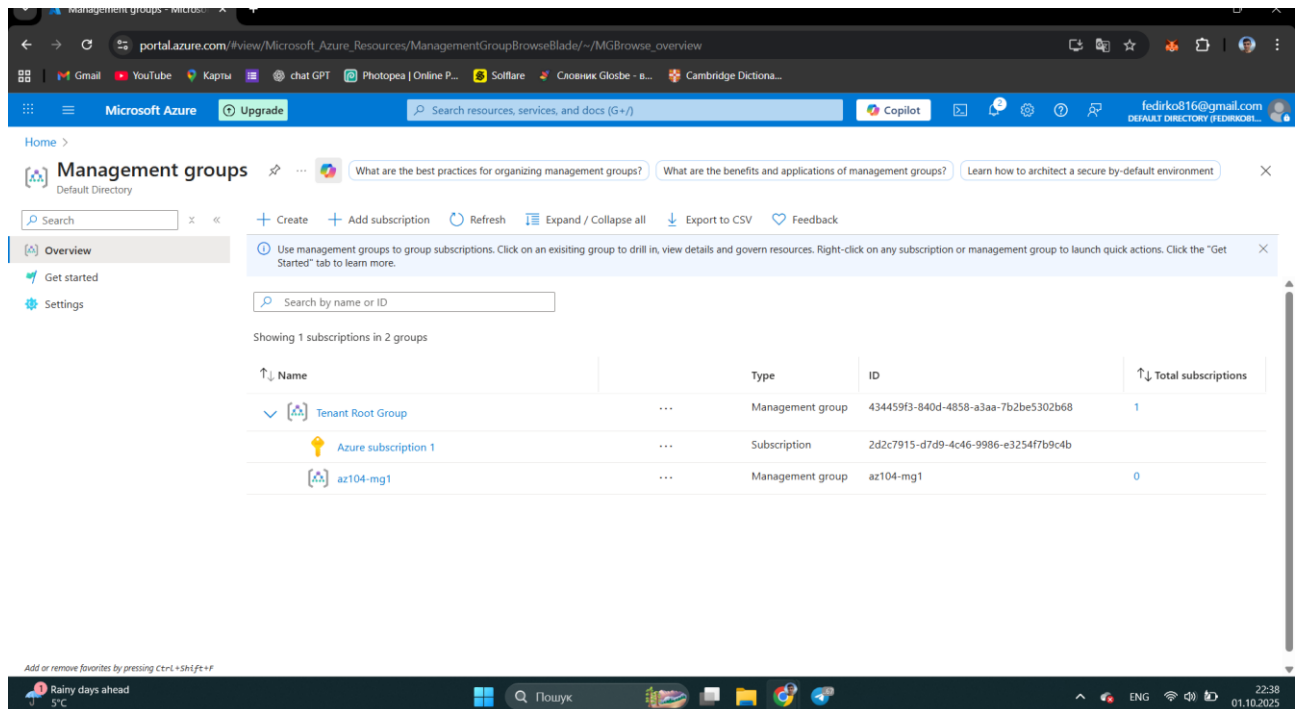 Management groups - Microso
portal.azure.com/#view/Microsoft_Azure_Resources/ManagementGroupBrowseBlade/~/MGBrowse_overview
Gmail YouTube Карты chat GPT Photopea | Online P... Solflare Словник Glosbe - в... Cambridge Dictiona...
Microsoft Azure Upgrade Search resources, services, and docs (G+/) Copilot 2 fedirko816@gmail.com
DEFAULT DIRECTORY (FEDIRKO81...
Home >
Management groups ... What are the best practices for organizing management groups? What are the benefits and applications of management groups? Learn how to architect a secure by-default environment
Default Directory
Search Create Add subscription Refresh Expand / Collapse all Export to CSV Feedback
Overview
Get started
Settings
Use management groups to group subscriptions. Click on an exisiting group to drill in, view details and govern resources. Right-click on any subscription or management group to launch quick actions. Click the "Get
Started" tab to learn more.
Search by name or ID
Showing 1 subscriptions in 2 groups
Name Type ID Total subscriptions
Tenant Root Group ... Management group 434459f3-840d-4858-a3aa-7b2be5302b68 1
Azure subscription 1 ... Subscription 2d2c7915-d7d9-4c46-9986-e3254f7b9c4b
az104-mg1 ... Management group az104-mg1 0
Add or remove favorites by pressing Ctrl+Shift+F
1 Rainy days ahead
5°C
Пошук
ENG
22:38
01.10.2025